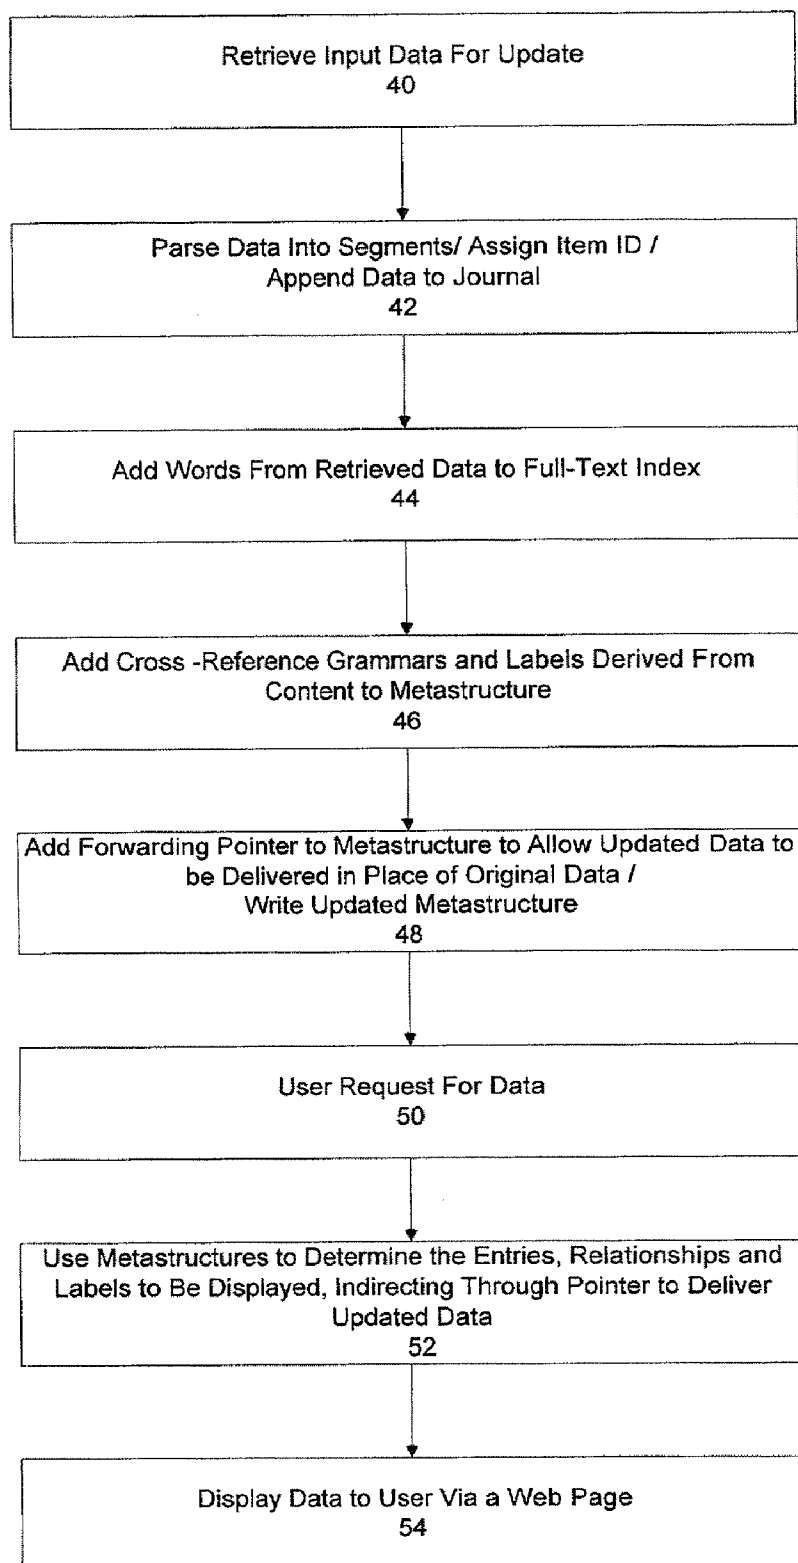 Retrieve Input Data For Update
40
Parse Data Into Segments/ Assign Item ID /
Append Data to Journal
42
Add Words From Retrieved Data to Full-Text Index
44
Add Cross -Reference Grammars and Labels Derived From
Content to Metastructure
46
Add Forwarding Pointer to Metastructure to Allow Updated Data to
be Delivered in Place of Original Data /
Write Updated Metastructure
48
User Request For Data
50
Use Metastructures to Determine the Entries, Relationships and
Labels to Be Displayed, Indirecting Through Pointer to Deliver
Updated Data
52
Display Data to User Via a Web Page
54